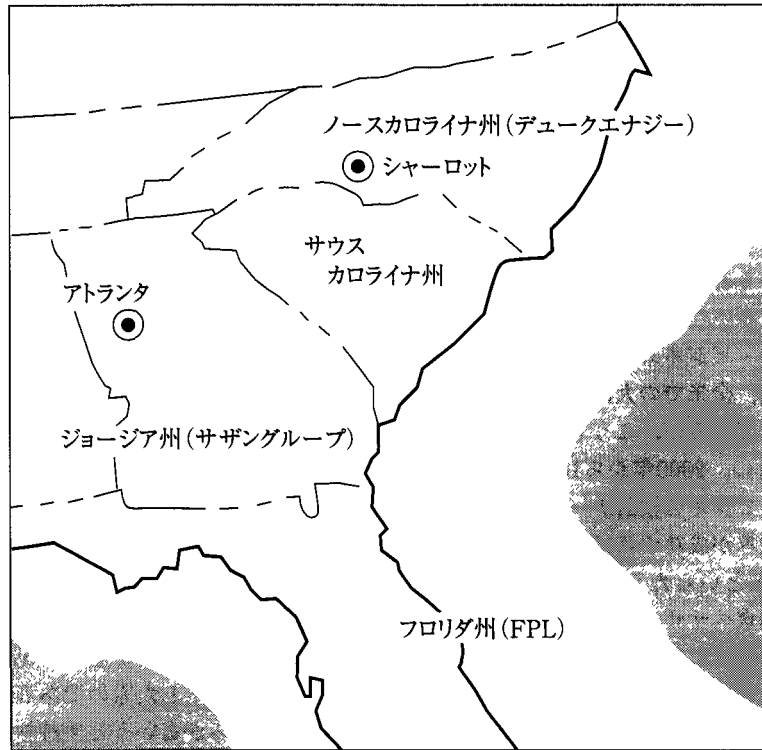 ノースカロライナ州(デュークエナジー)
シャーロット
サウス
カロライナ州
アトランタ
ジョージア州(サザングループ)
フロリダ州(FPL)